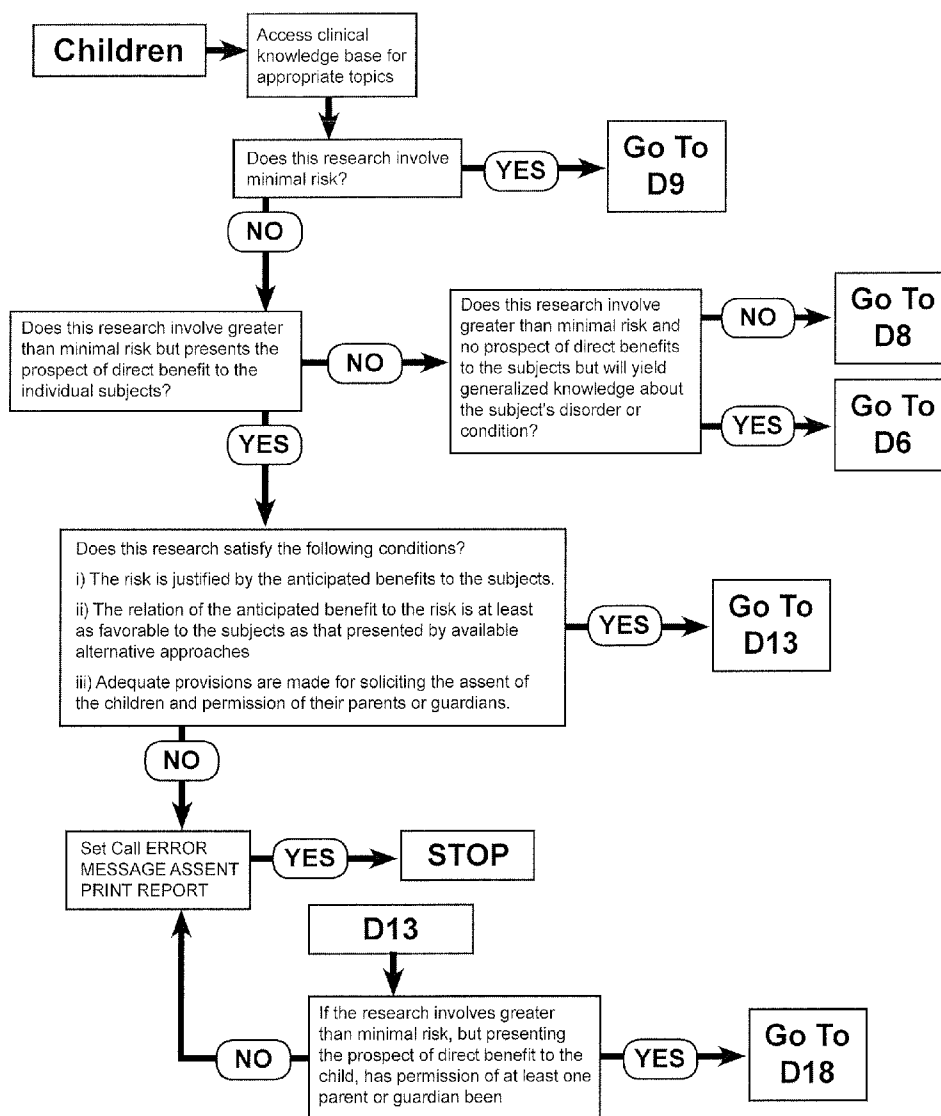 Children
Access clinical
knowledge base for
appropriate topics
Does this research involve
minimal risk?
YES
Go To
D9
NO
Does this research involve greater
than minimal risk but presents the
prospect of direct benefit to the
individual subjects?
NO
Does this research involve
greater than minimal risk and
no prospect of direct benefits
to the subjects but will yield
generalized knowledge about
the subject's disorder or
condition?
NO
Go To
D8
YES
Go To
D6
YES
Does this research satisfy the following conditions?
i) The risk is justified by the anticipated benefits to the subjects.
ii) The relation of the anticipated benefit to the risk is at least
as favorable to the subjects as that presented by available
alternative approaches
iii) Adequate provisions are made for soliciting the assent of
the children and permission of their parents or guardians.
YES
Go To
D13
NO
Set Call ERROR
MESSAGE ASSENT
PRINT REPORT
YES
STOP
D13
If the research involves greater
than minimal risk, but presenting
the prospect of direct benefit to the
child, has permission of at least one
parent or guardian been
NO
YES
Go To
D18